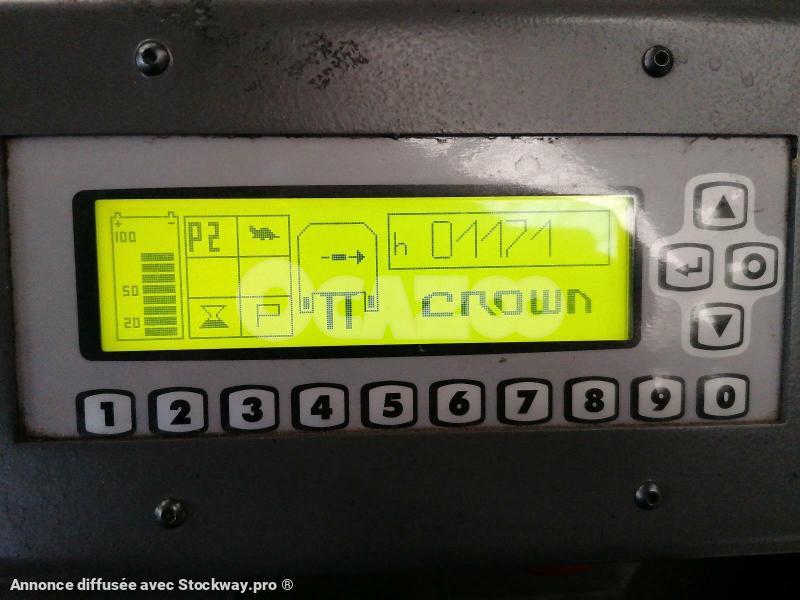 + -
100
50
20
P2
P
h 01171
crown
OCAZOO
1 2 3 4 5 6 7 8 9 0
Annonce diffusée avec Stockway.pro ®